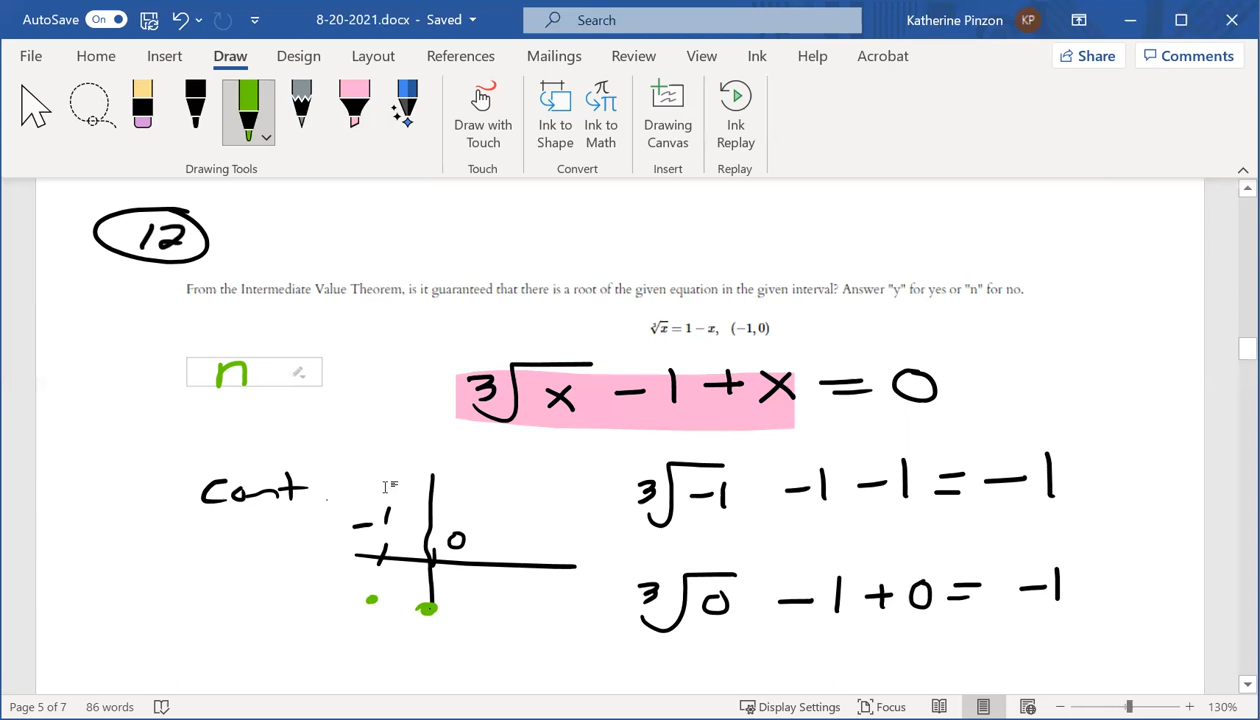 AutoSave On 8-20-2021.docx - Saved Search Katherine Pinzon KP
File Home Insert Draw Design Layout References Mailings Review View Ink Help Acrobat Share Comments
Draw with Touch
Ink to Shape
Ink to Math
Drawing Canvas
Ink Replay
Drawing Tools Touch Convert Insert Replay
12
From the Intermediate Value Theorem, is it guaranteed that there is a root of the given equation in the given interval? Answer "y" for yes or "n" for no.
∛x = 1 − x, (−1, 0)
n
3√x − 1 + x = 0
cont.
-1 0
3√-1 − 1 − 1 = − 1
3√0 − 1 + 0 = − 1
Page 5 of 7 86 words Display Settings Focus 130%